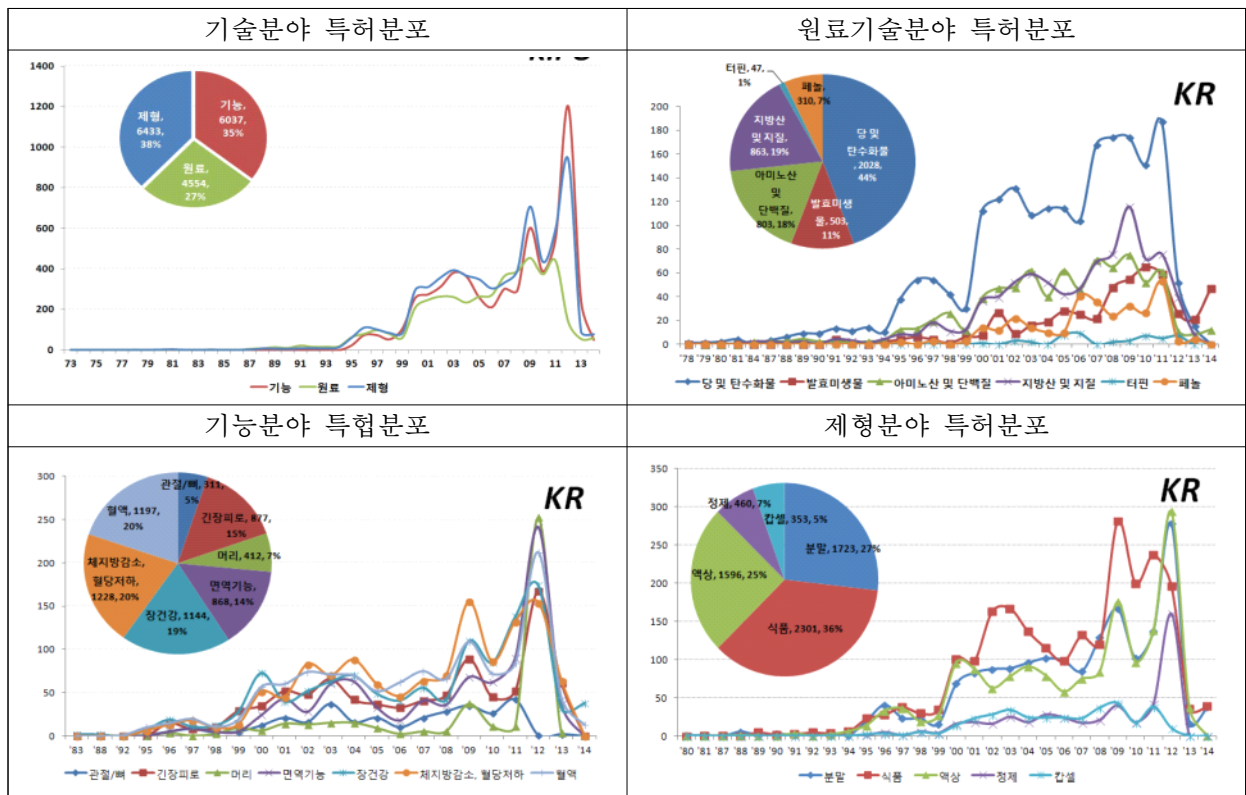 기술분야 특허분포
원료기술분야 특허분포
1400
1200
1000
800
600
400
200
0
제형,
6433,
38%
기능,
6037,
35%
원료,
4554,
27%
73 75 77 79 81 83 85 87 89 91 93 95 97 99 01 03 05 07 09 11 13
기능 원료 제형
KR
200
180
160
140
120
100
80
60
40
20
0
터핀, 47,
1%
페놀,
310, 7%
지방산
및 지질,
863, 19%
당 및
탄수화물
, 2028,
44%
아미노산
및
단백질,
803, 18%
발효미생
물, 503,
11%
'78 '79 '80 '81 '84 '87 '88 '89 '90 '91 '92 '93 '94 '95 '96 '97 '98 '99 '00 '01 '02 '03 '04 '05 '06 '07 '08 '09 '10 '11 '12 '13 '14
당 및 탄수화물 발효미생물 아미노산 및 단백질 지방산 및 지질 터핀 페놀
기능분야 특헙분포
제형분야 특허분포
KR
300
250
200
150
100
50
0
관절/뼈, 311,
5%
혈액, 1197,
20%
긴장피로, 877,
15%
머리, 412, 7%
체지방감소,
혈당저하,
1228, 20%
면역기능,
868, 14%
장건강, 1144,
19%
'83 '88 '92 '94 '95 '96 '97 '98 '99 '00 '01 '02 '03 '04 '05 '06 '07 '08 '09 '10 '11 '12 '13 '14
관절/뼈 긴장피로 머리 면역기능 장건강 체지방감소, 혈당저하 혈액
KR
350
300
250
200
150
100
50
0
정제, 460, 7%
캅셀, 353, 5%
분말, 1723, 27%
액상, 1596, 25%
식품, 2301, 36%
'80 '81 '87 '88 '89 '90 '92 '93 '94 '95 '96 '97 '98 '99 '00 '01 '02 '03 '04 '05 '06 '07 '08 '09 '10 '11 '12 '13 '14
분말 식품 액상 정제 캅셀